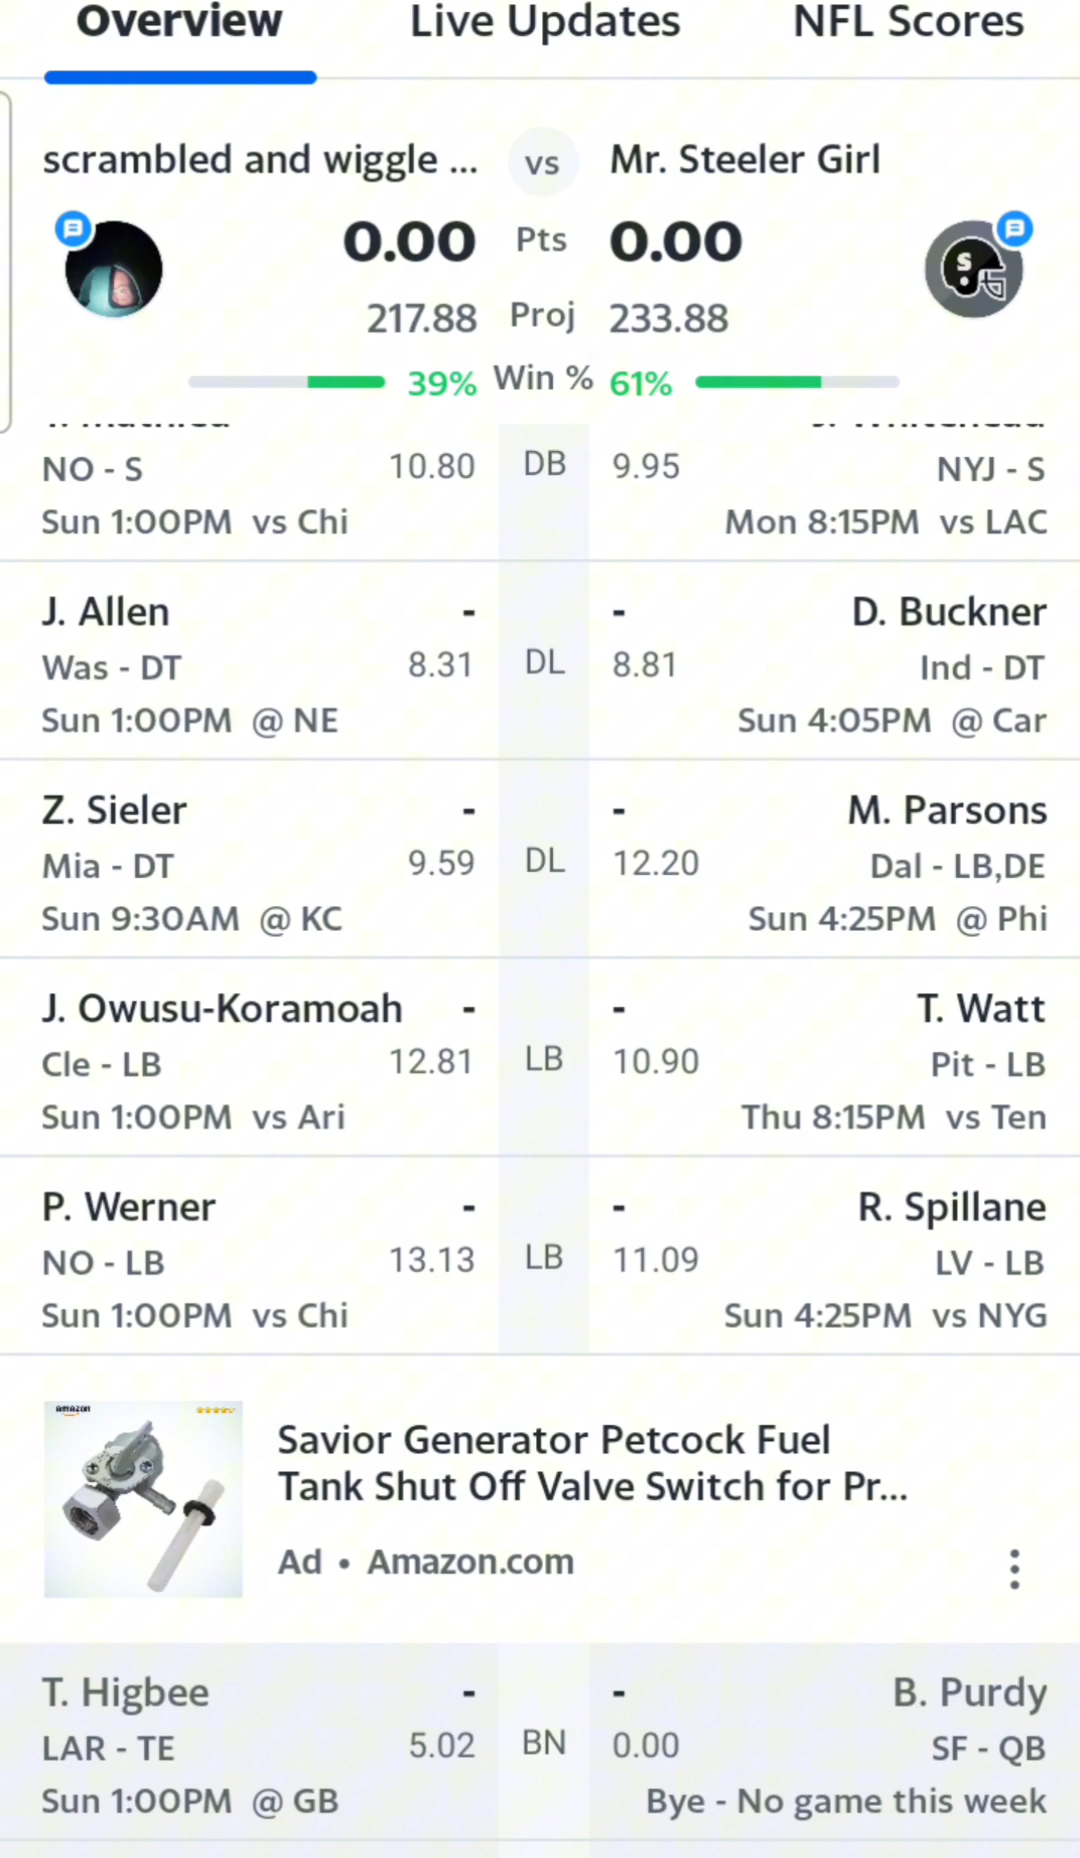 Overview Live Updates NFL Scores
scrambled and wiggle ... vs Mr. Steeler Girl
0.00 Pts 0.00
217.88 Proj 233.88
39% Win % 61%
NO - S 10.80 DB 9.95 NYJ - S
Sun 1:00PM vs Chi Mon 8:15PM vs LAC
J. Allen - - D. Buckner
Was - DT 8.31 DL 8.81 Ind - DT
Sun 1:00PM @ NE Sun 4:05PM @ Car
Z. Sieler - - M. Parsons
Mia - DT 9.59 DL 12.20 Dal - LB,DE
Sun 9:30AM @ KC Sun 4:25PM @ Phi
J. Owusu-Koramoah - - T. Watt
Cle - LB 12.81 LB 10.90 Pit - LB
Sun 1:00PM vs Ari Thu 8:15PM vs Ten
P. Werner - - R. Spillane
NO - LB 13.13 LB 11.09 LV - LB
Sun 1:00PM vs Chi Sun 4:25PM vs NYG
amazon
Savior Generator Petcock Fuel
Tank Shut Off Valve Switch for Pr...
Ad • Amazon.com
T. Higbee - - B. Purdy
LAR - TE 5.02 BN 0.00 SF - QB
Sun 1:00PM @ GB Bye - No game this week